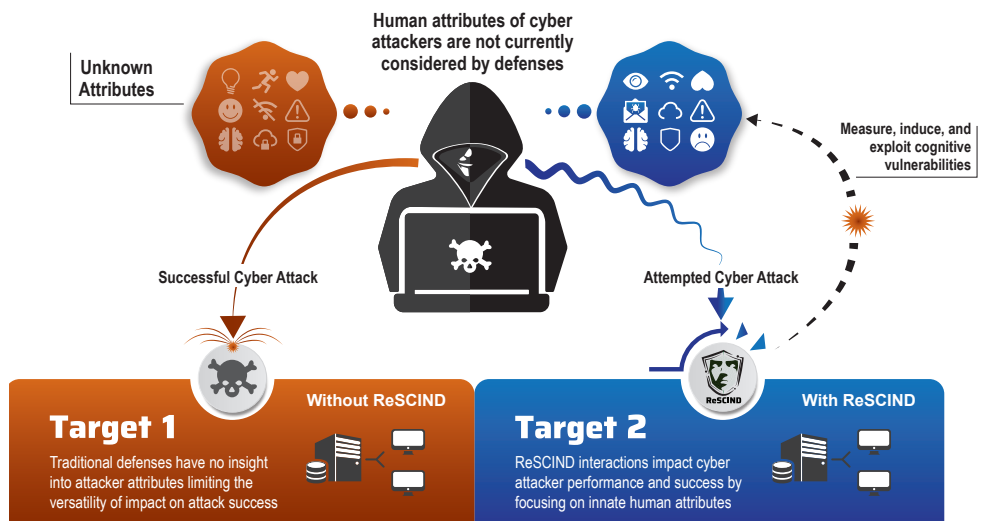 Human attributes of cyber
attackers are not currently
considered by defenses
Unknown
Attributes
Measure, induce, and
exploit cognitive
vulnerabilities
Successful Cyber Attack
Attempted Cyber Attack
ReSCIND
Without ReSCIND
Target 1
Traditional defenses have no insight
into attacker attributes limiting the
versatility of impact on attack success
With ReSCIND
Target 2
ReSCIND interactions impact cyber
attacker performance and success by
focusing on innate human attributes